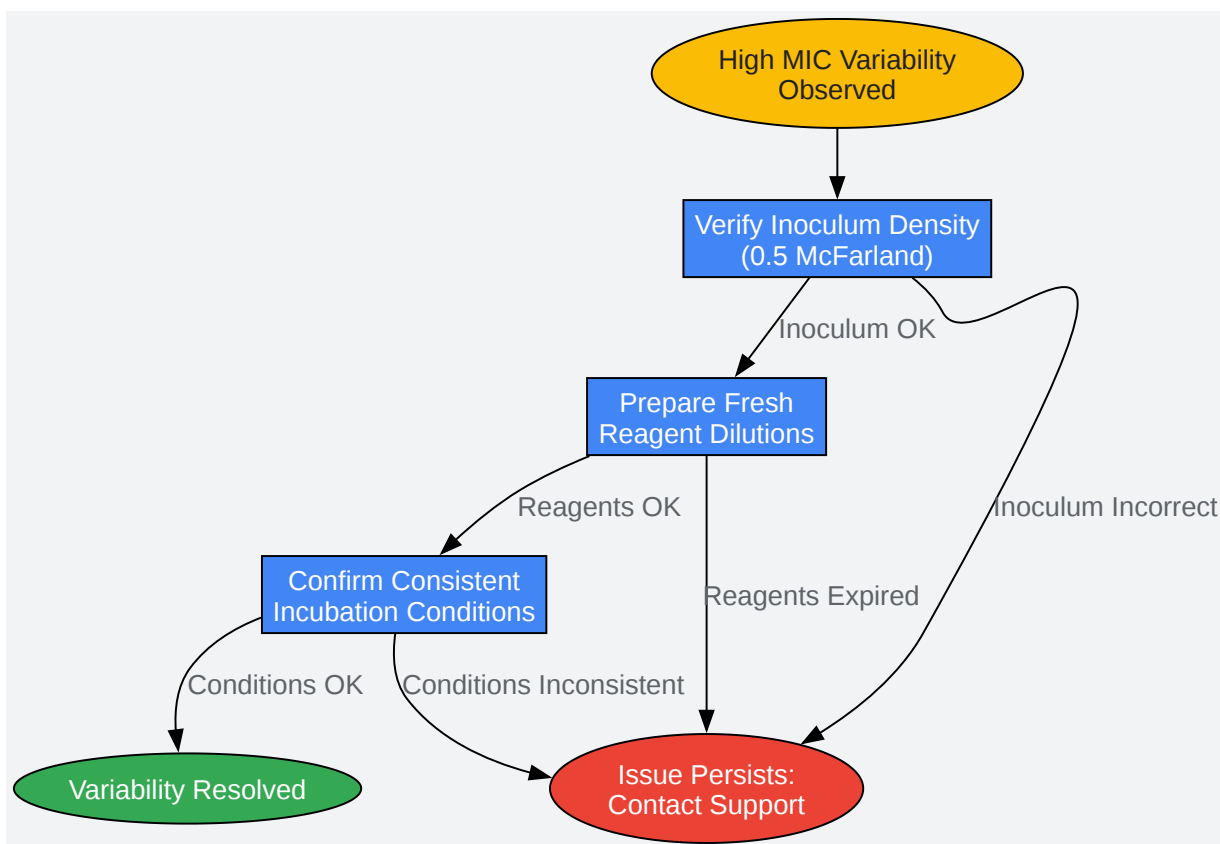 High MIC Variability
Observed
Verify Inoculum Density
(0.5 McFarland)
Inoculum OK
Prepare Fresh
Reagent Dilutions
Reagents OK
Inoculum Incorrect
Confirm Consistent
Incubation Conditions
Reagents Expired
Conditions OK
Conditions Inconsistent
Variability Resolved
Issue Persists:
Contact Support